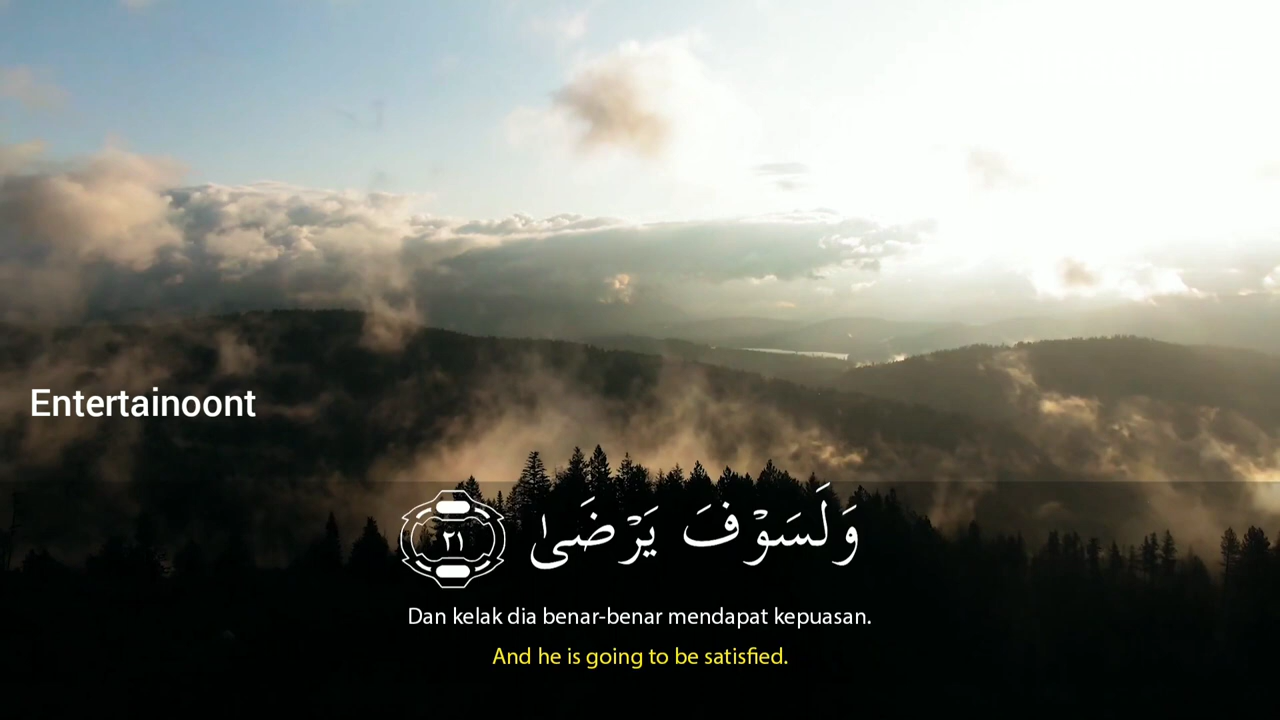 Entertainoont
وَلَسَوْفَ يَرْضَىٰ ٢١
Dan kelak dia benar-benar mendapat kepuasan.
And he is going to be satisfied.